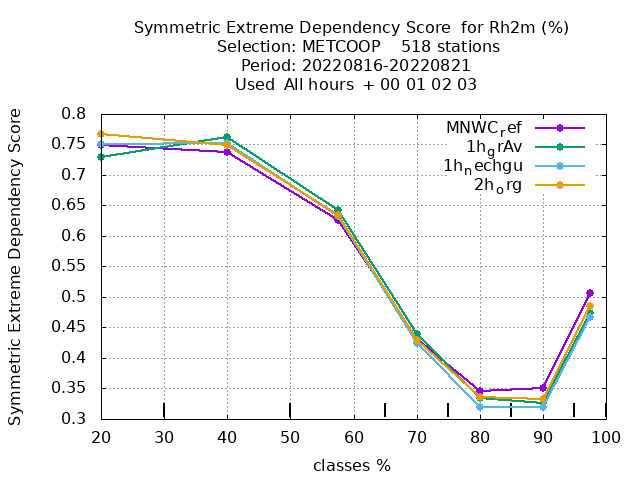 Symmetric Extreme Dependency Score  for Rh2m (%)
Selection: METCOOP    518 stations
Period: 20220816-20220821
Used  All hours  + 00 01 02 03
Symmetric Extreme Dependency Score
0.8
0.75
0.7
0.65
0.6
0.55
0.5
0.45
0.4
0.35
0.3
MNWC_ref
1h_grAv
1h_nechgu
2h_org
20 30 40 50 60 70 80 90 100
classes %